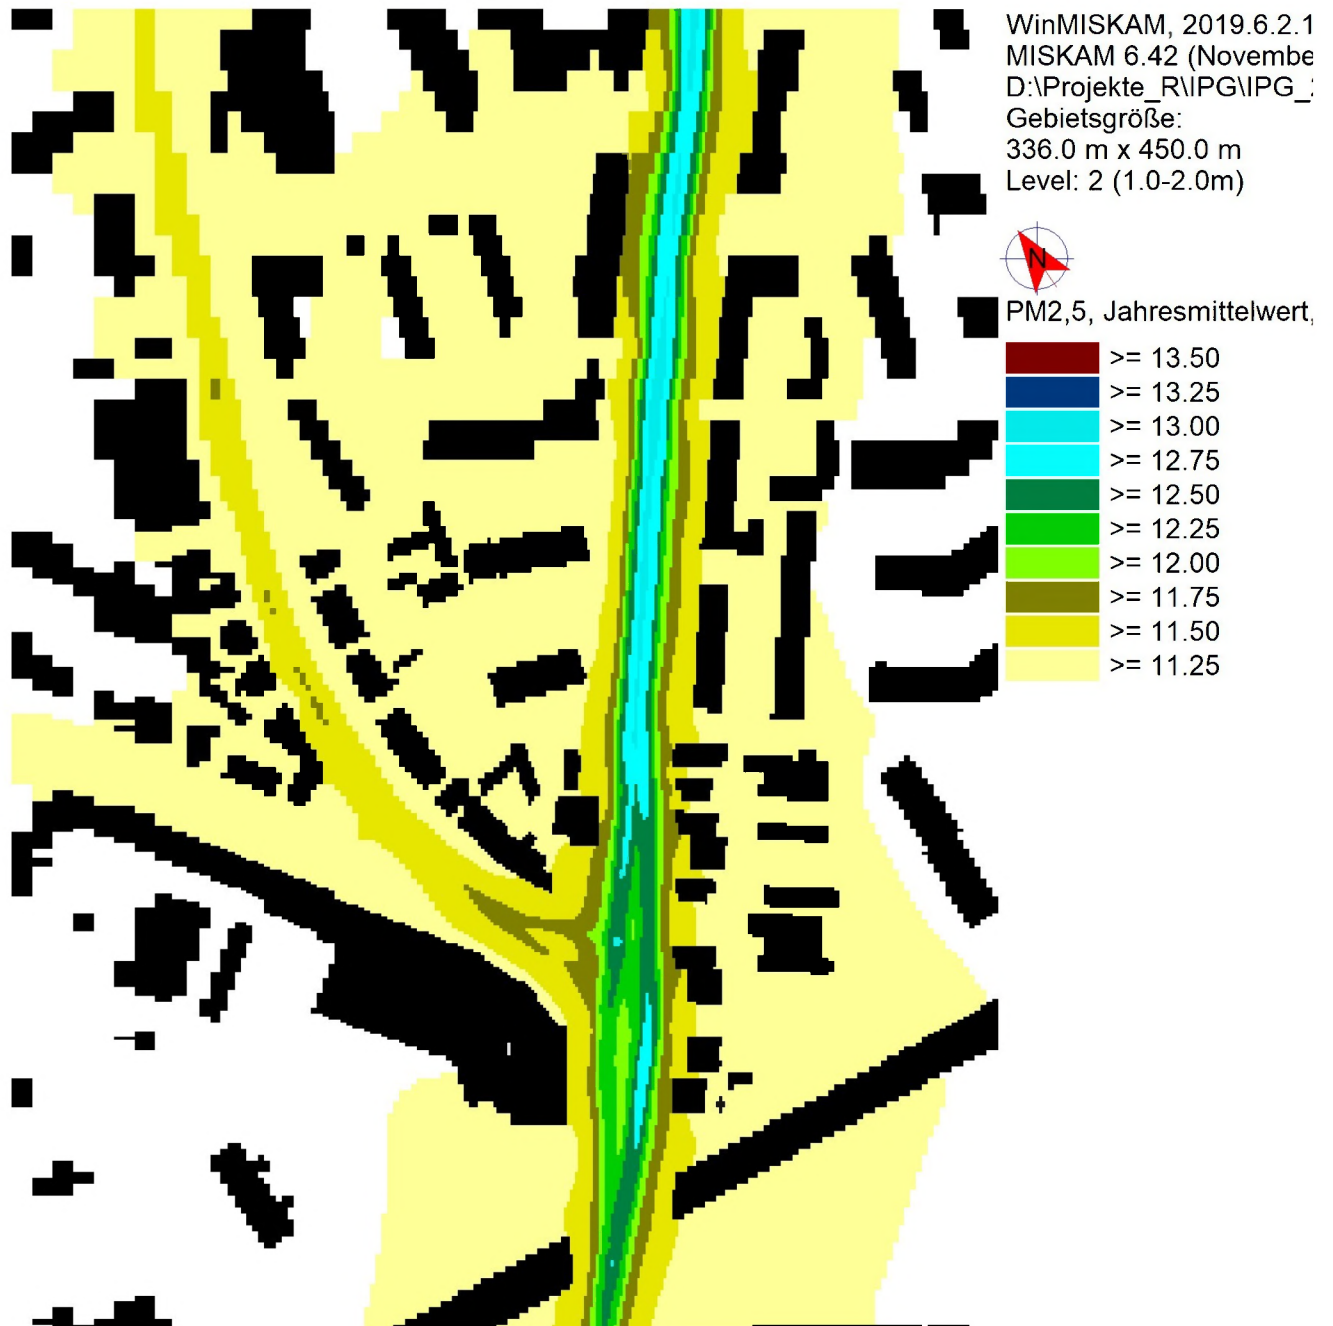 WinMISKAM, 2019.6.2.1
MISKAM 6.42 (Novembe
D:\Projekte_R\IPG\IPG_
Gebietsgröße:
336.0 m x 450.0 m
Level: 2 (1.0-2.0m)
N
PM2,5, Jahresmittelwert,
>= 13.50
>= 13.25
>= 13.00
>= 12.75
>= 12.50
>= 12.25
>= 12.00
>= 11.75
>= 11.50
>= 11.25